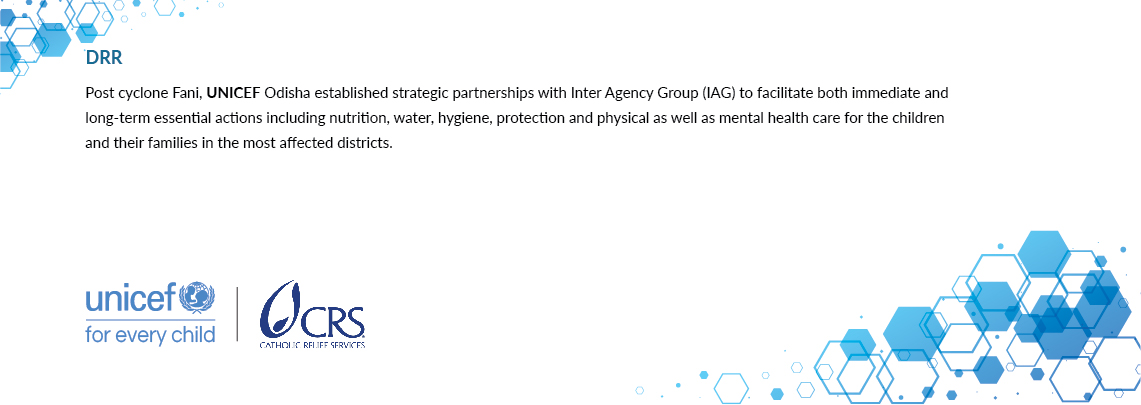 DRR
Post cyclone Fani, UNICEF Odisha established strategic partnerships with Inter Agency Group (IAG) to facilitate both immediate and
long-term essential actions including nutrition, water, hygiene, protection and physical as well as mental health care for the children
and their families in the most affected districts.
unicef
for every child
CRS
CATHOLIC RELIEF SERVICES